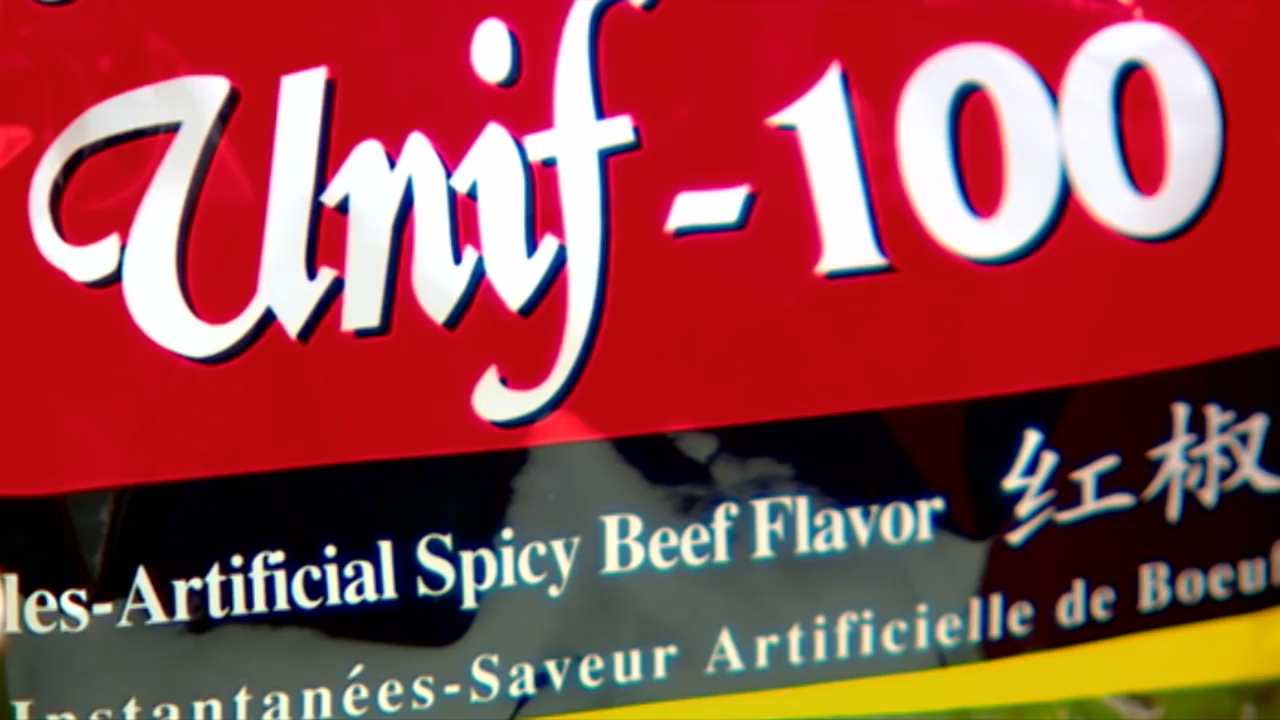 Unif-100
les-Artificial Spicy Beef Flavor 红椒
Instantanées-Saveur Artificielle de Boeuf